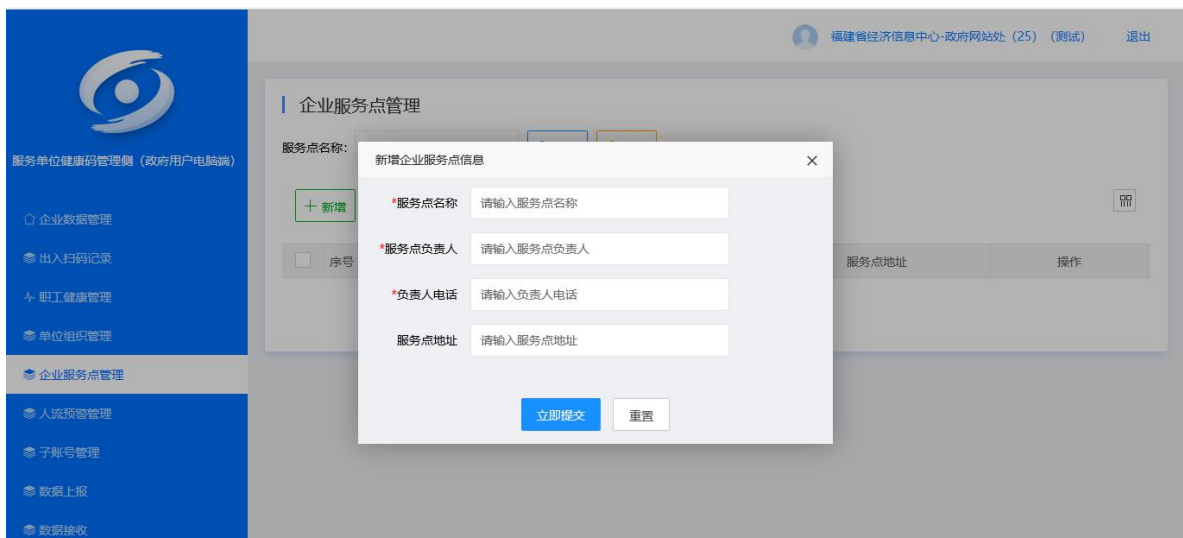 福建省经济信息中心-政府网站处（25）（测试） 退出
服务单位健康码管理侧（政府用户电脑端）
企业数据管理
出入扫码记录
职工健康管理
单位组织管理
企业服务点管理
人流预警管理
子账号管理
数据上报
数据接收
企业服务点管理
服务点名称：
新增
序号 服务点地址 操作
新增企业服务点信息
*服务点名称 请输入服务点名称
*服务点负责人 请输入服务点负责人
*负责人电话 请输入负责人电话
服务点地址 请输入服务点地址
立即提交 重置